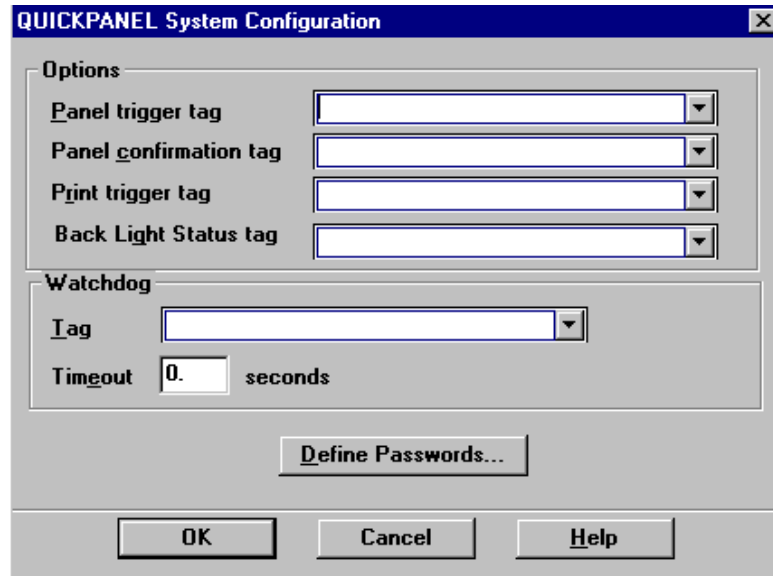 QUICKPANEL System Configuration
Options
Panel trigger tag
Panel confirmation tag
Print trigger tag
Back Light Status tag
Watchdog
Tag
Timeout 0. seconds
Define Passwords...
OK Cancel Help